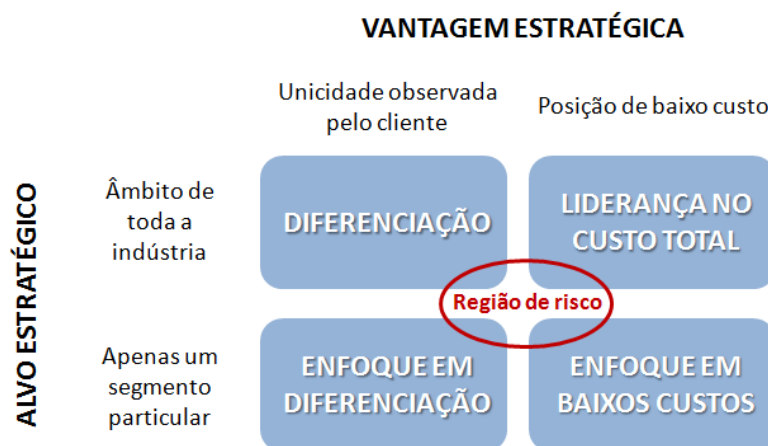 VANTAGEM ESTRATÉGICA
Unicidade observada
pelo cliente
Posição de baixo custo
ALVO ESTRATÉGICO
Âmbito de
toda a
indústria
DIFERENCIAÇÃO
LIDERANÇA NO
CUSTO TOTAL
Região de risco
Apenas um
segmento
particular
ENFOQUE EM
DIFERENCIAÇÃO
ENFOQUE EM
BAIXOS CUSTOS